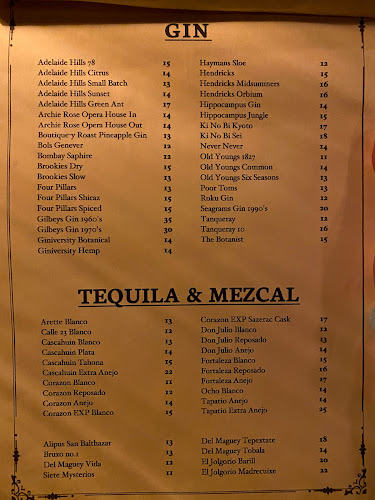 GIN
Adelaide Hills 78 15
Adelaide Hills Citrus 14
Adelaide Hills Small Batch 13
Adelaide Hills Sunset 14
Adelaide Hills Green Ant 17
Archie Rose Opera House In 14
Archie Rose Opera House Out 14
Boutique-y Roast Pineapple Gin 13
Bols Genever 12
Bombay Saphire 12
Brookies Dry 15
Brookies Slow 13
Four Pillars 13
Four Pillars Shiraz 15
Four Pillars Spiced 15
Gilbeys Gin 1960's 35
Gilbeys Gin 1970's 30
Giniversity Botanical 14
Giniversity Hemp 14
Haymans Sloe 12
Hendricks 15
Hendricks Midsummers 16
Hendricks Orbium 16
Hippocampus Gin 14
Hippocampus Jungle 15
Ki No Bi Kyoto 17
Ki No Bi Sei 18
Never Never 14
Old Youngs 1827 11
Old Youngs Common 14
Old Youngs Six Seasons 13
Poor Toms 13
Roku Gin 12
Seagrams Gin 1990's 20
Tanqueray 12
Tanqueray 10 16
The Botanist 15
TEQUILA & MEZCAL
Arette Blanco 13
Calle 23 Blanco 12
Cascahuin Blanco 13
Cascahuin Plata 14
Cascahuin Tahona 15
Cascahuin Extra Anejo 22
Corazon Blanco 11
Corazon Reposado 12
Corazon Anejo 14
Corazon EXP Blanco 15
Corazon EXP Sazerac Cask 17
Don Julio Blanco 12
Don Julio Reposado 13
Don Julio Anejo 14
Fortaleza Blanco 15
Fortaleza Reposado 16
Fortaleza Anejo 17
Ocho Blanco 14
Tapatio Anejo 14
Tapatio Extra Anejo 25
Alipus San Balthazar 13
Bruxo no.1 13
Del Maguey Vida 12
Siete Mysterios 11
Del Maguey Tepextate 18
Del Maguey Tobala 14
El Jolgorio Barill 20
El Jolgorio Madrecuixe 22